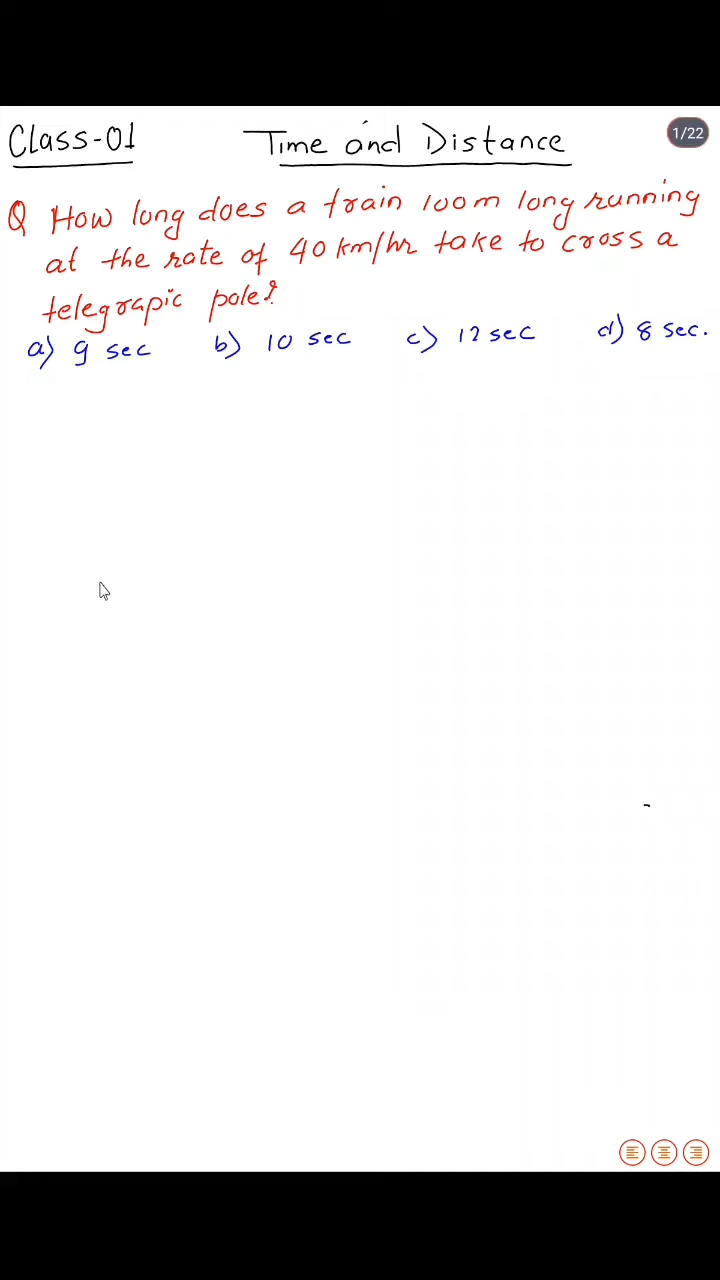 Class-01 Time and Distance 1/22
Q How long does a train 100m long running
at the rate of 40 km/hr take to cross a
telegrapic pole?
a) 9 sec b) 10 sec c) 12 sec d) 8 sec.